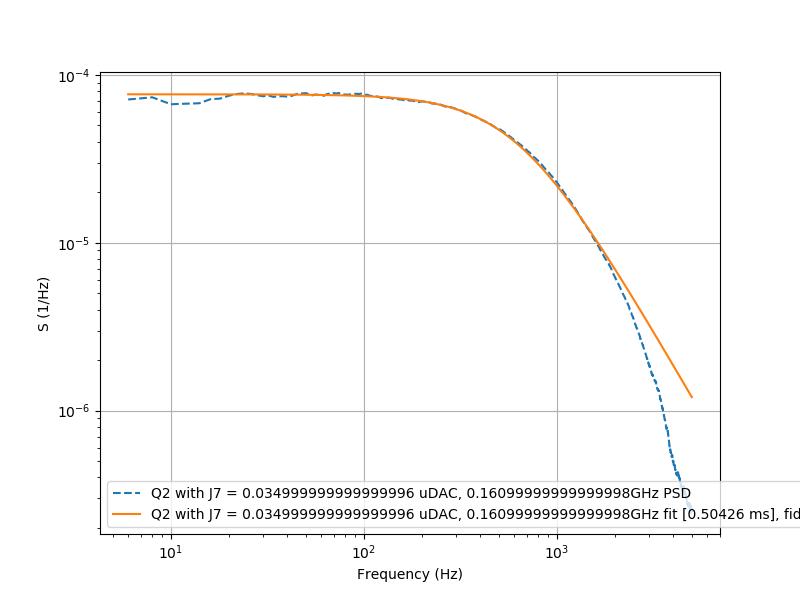 10⁻⁴
10⁻⁵
10⁻⁶
S (1/Hz)
Q2 with J7 = 0.034999999999999996 uDAC, 0.16099999999999998GHz PSD
Q2 with J7 = 0.034999999999999996 uDAC, 0.16099999999999998GHz fit [0.50426 ms], fid
10¹ 10² 10³
Frequency (Hz)